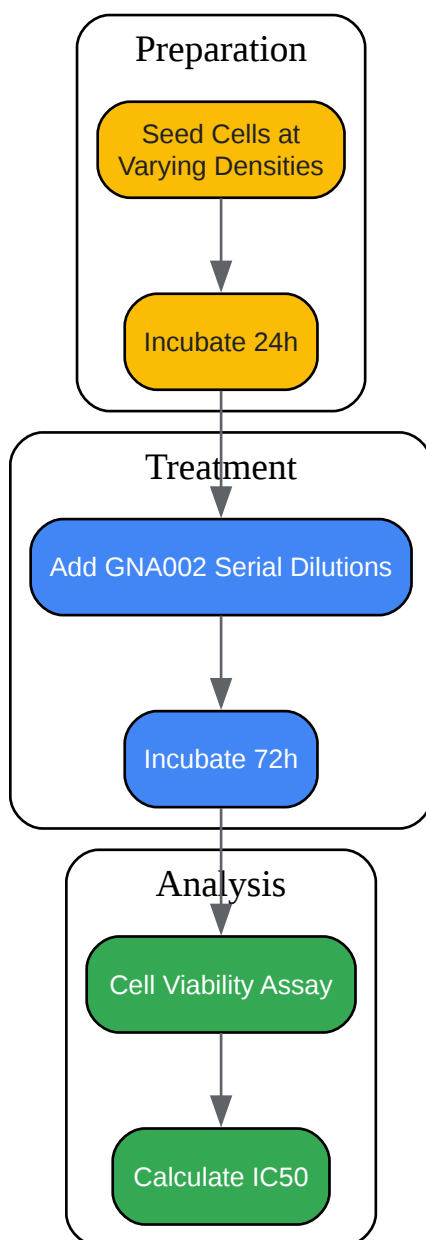 Preparation
Seed Cells at
Varying Densities
Incubate 24h
Treatment
Add GNA002 Serial Dilutions
Incubate 72h
Analysis
Cell Viability Assay
Calculate IC50